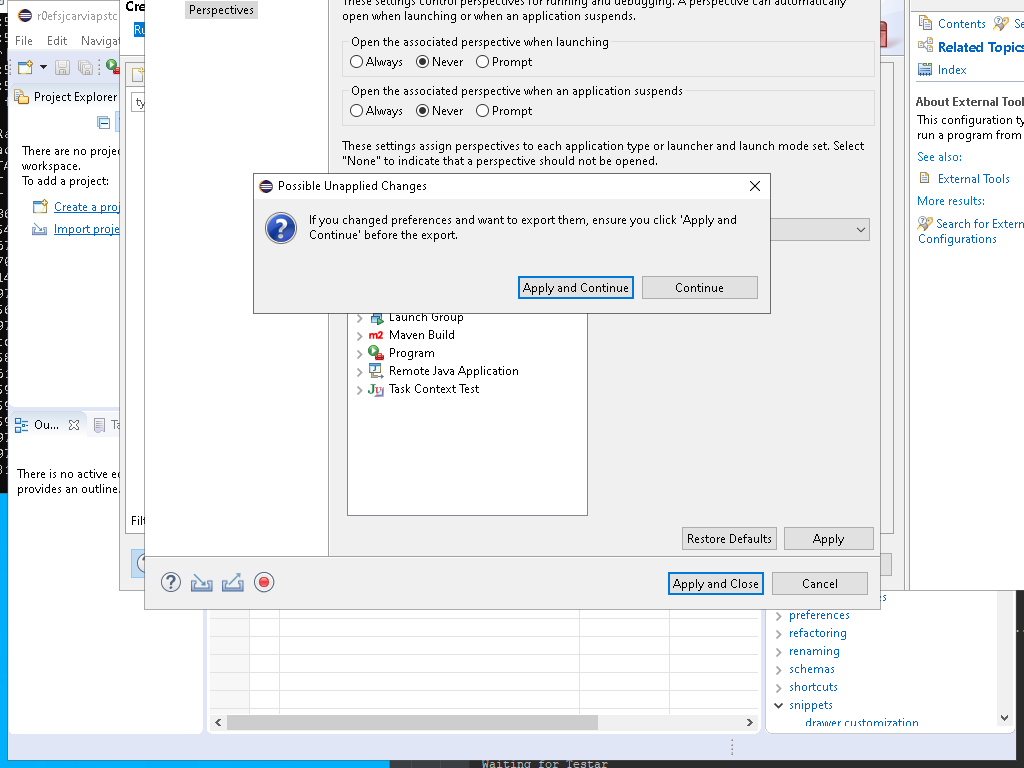 r0efsjcarviapstc
File Edit Navigat
Project Explorer
There are no proje
workspace.
To add a project:
Create a proj
Import proje
Ou...
Ta
There is no active e
provides an outline.
Cre
Ru
ty
Filt
Perspectives
These settings control perspectives for running and debugging. A perspective can automatically
open when launching or when an application suspends.
Open the associated perspective when launching
Always Never Prompt
Open the associated perspective when an application suspends
Always Never Prompt
These settings assign perspectives to each application type or launcher and launch mode set. Select
"None" to indicate that a perspective should not be opened.
Possible Unapplied Changes
If you changed preferences and want to export them, ensure you click 'Apply and
Continue' before the export.
Apply and Continue Continue
Launch Group
m2 Maven Build
Program
Remote Java Application
Ju Task Context Test
Restore Defaults Apply
Apply and Close Cancel
Contents Se
Related Topics
Index
About External Tool
This configuration ty
run a program from
See also:
External Tools
More results:
Search for Extern
Configurations
es
preferences
refactoring
renaming
schemas
shortcuts
snippets
drawer customization
Waiting for Testar